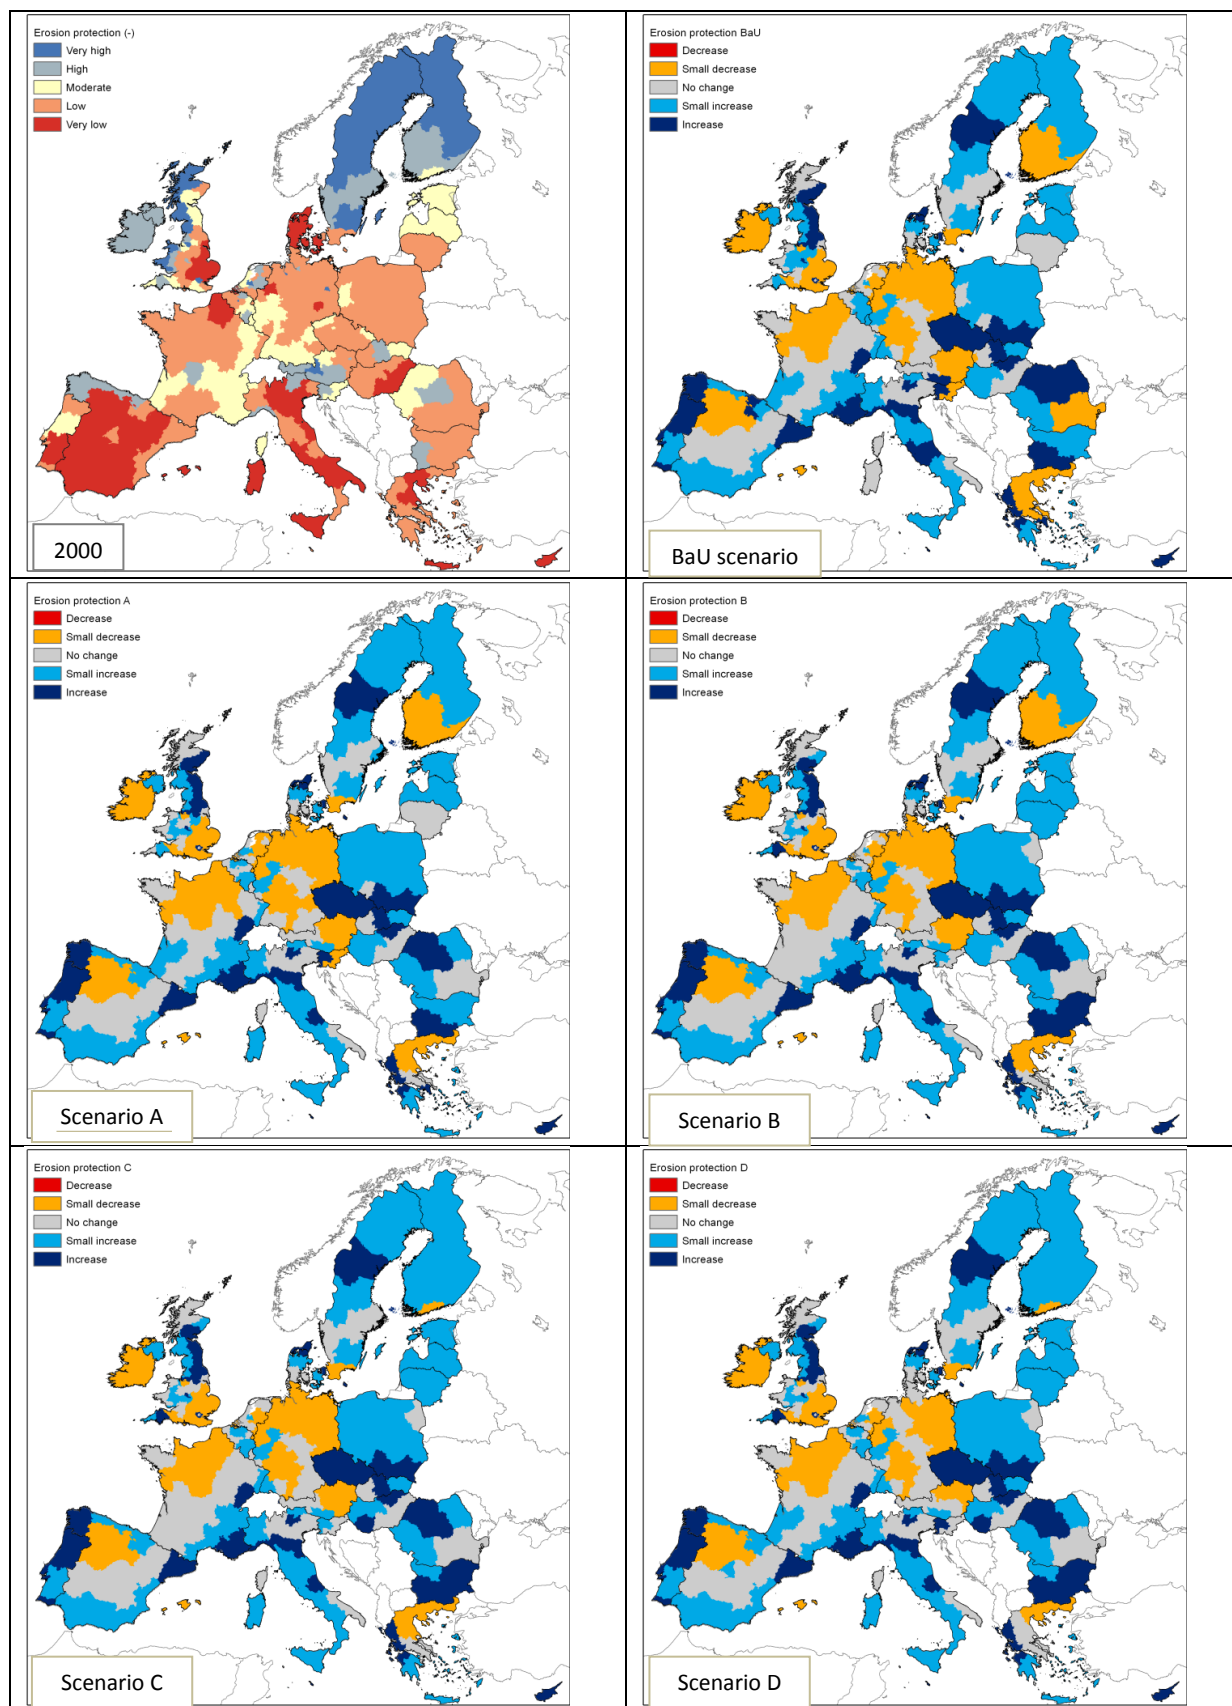 Erosion protection (-)
Very high
High
Moderate
Low
Very low
2000
Erosion protection BaU
Decrease
Small decrease
No change
Small increase
Increase
BaU scenario
Erosion protection A
Decrease
Small decrease
No change
Small increase
Increase
Scenario A
Erosion protection B
Decrease
Small decrease
No change
Small increase
Increase
Scenario B
Erosion protection C
Decrease
Small decrease
No change
Small increase
Increase
Scenario C
Erosion protection D
Decrease
Small decrease
No change
Small increase
Increase
Scenario D